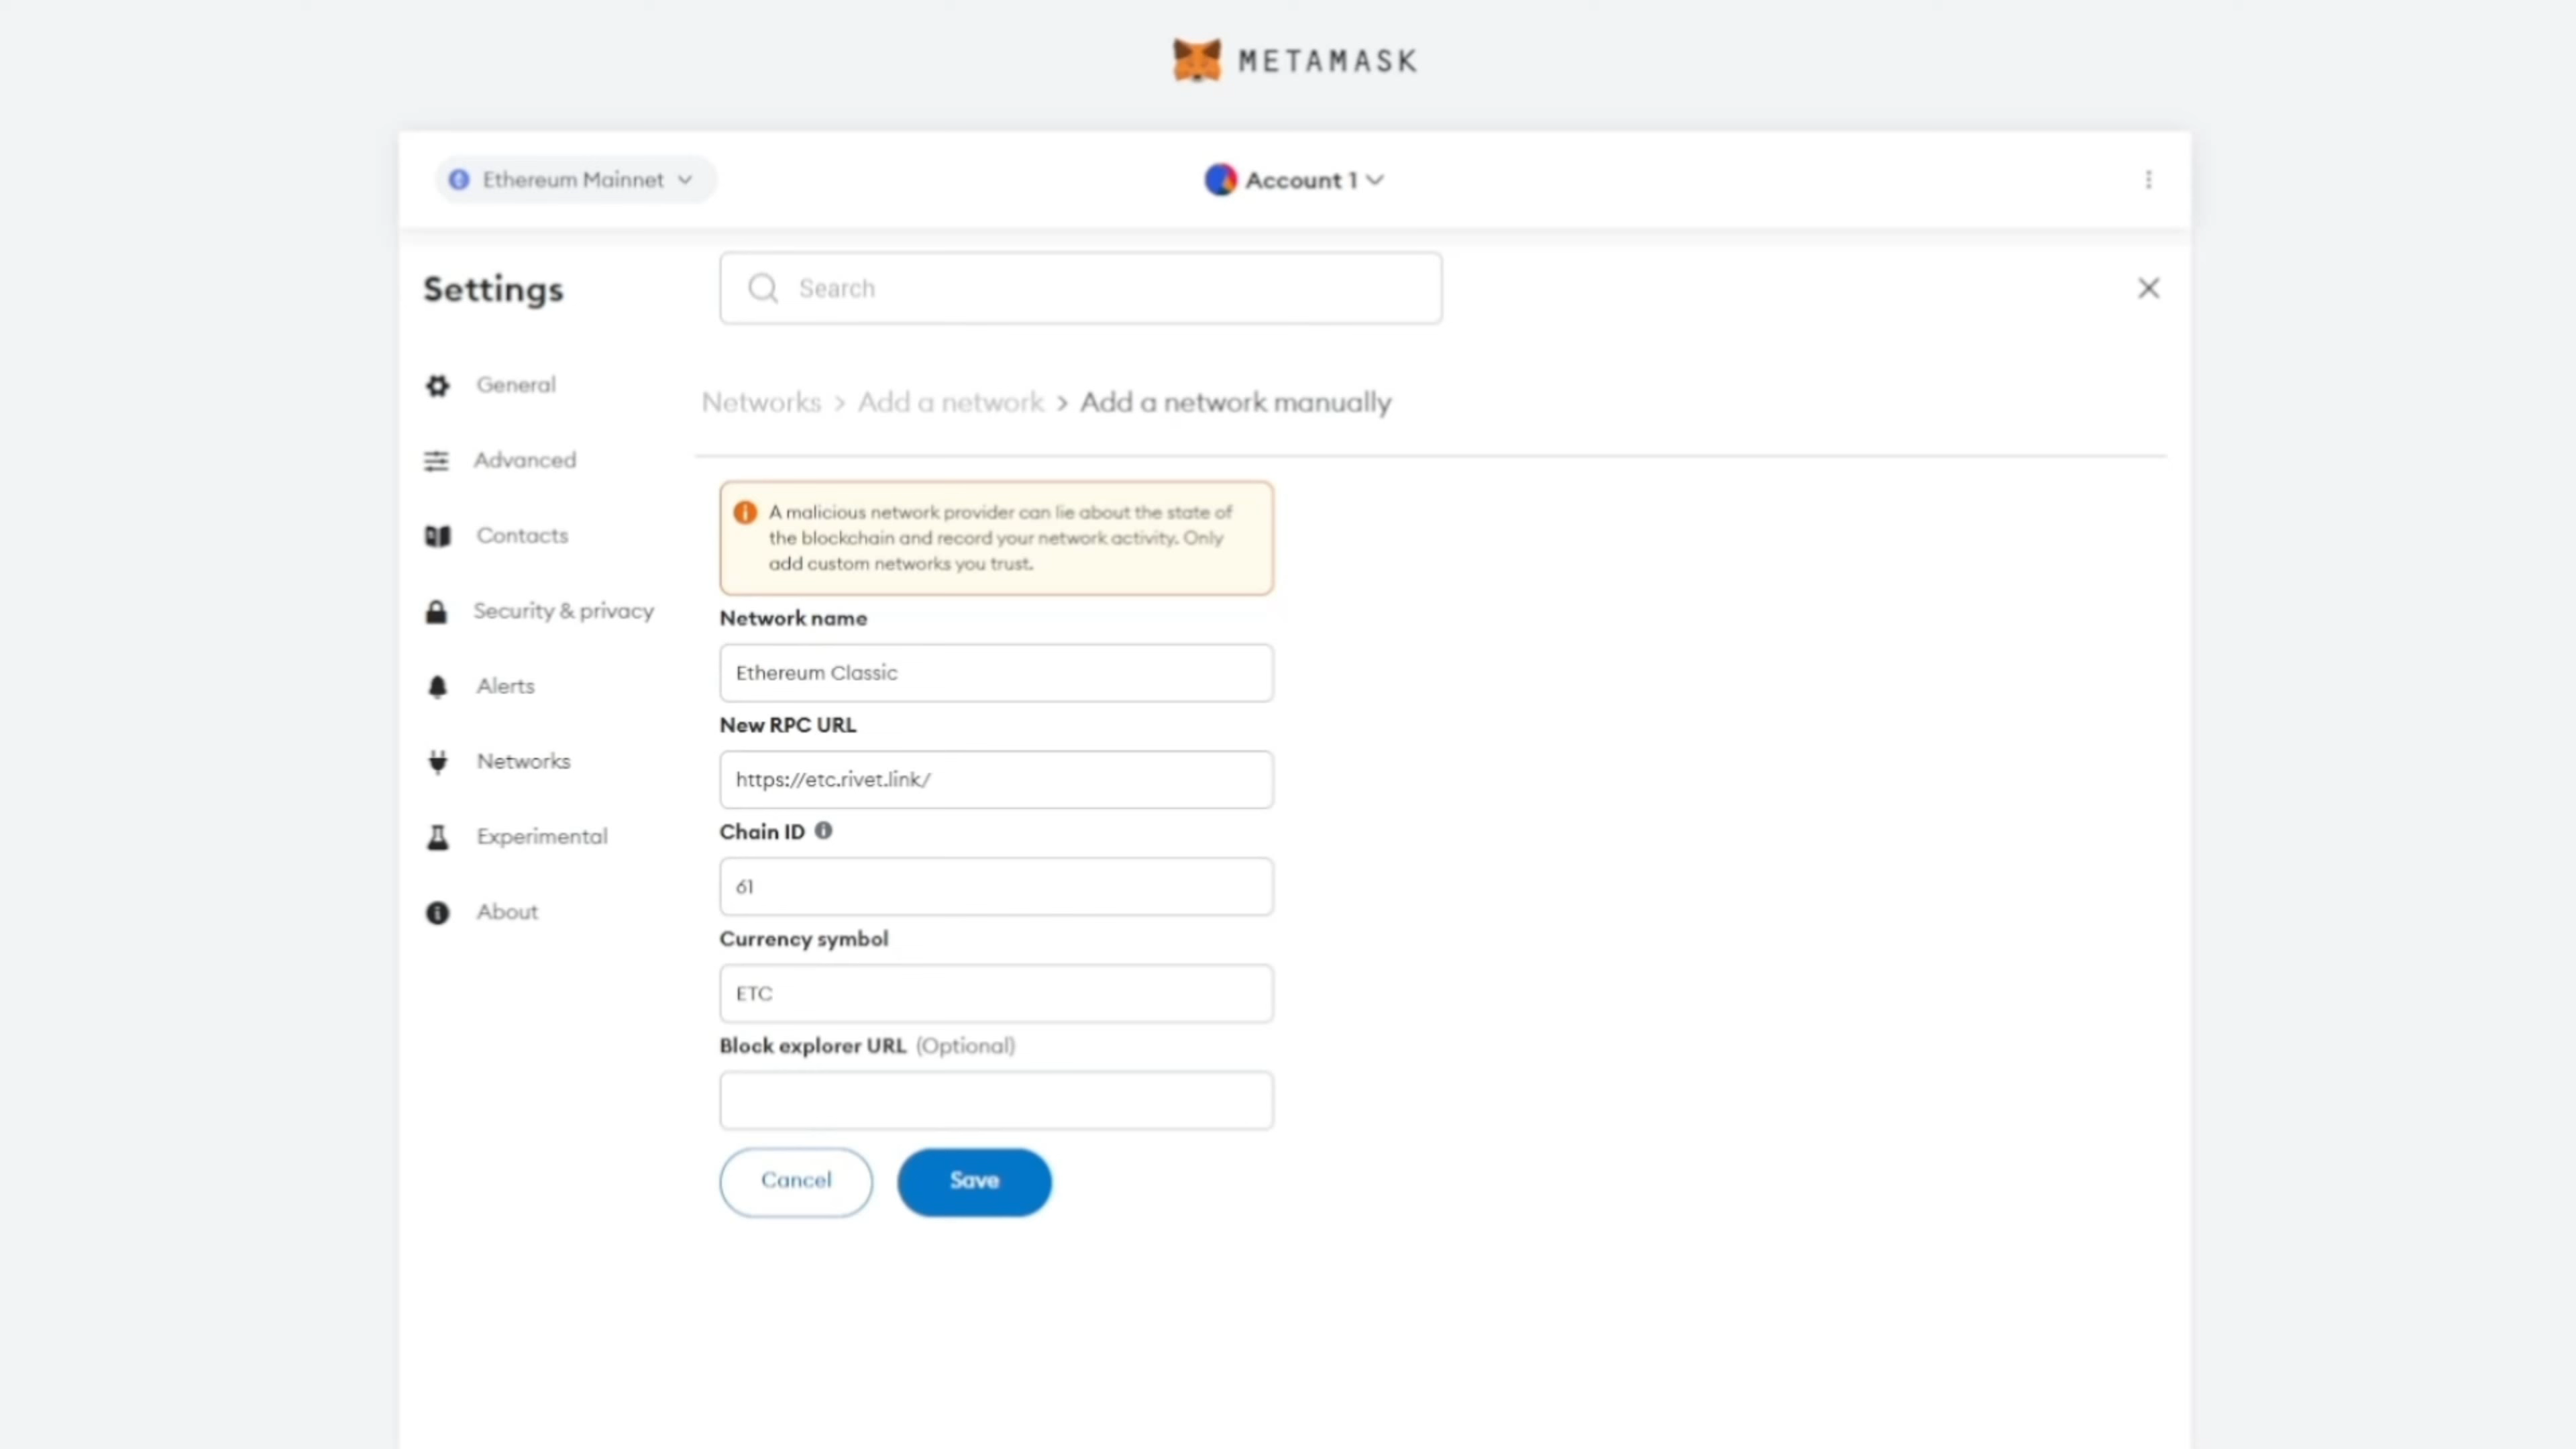 METAMASK
Ethereum Mainnet
Account 1
Settings
Search
General
Advanced
Contacts
Security & privacy
Alerts
Networks
Experimental
About
Networks > Add a network > Add a network manually
A malicious network provider can lie about the state of
the blockchain and record your network activity. Only
add custom networks you trust.
Network name
Ethereum Classic
New RPC URL
https://etc.rivet.link/
Chain ID
61
Currency symbol
ETC
Block explorer URL (Optional)
Cancel
Save